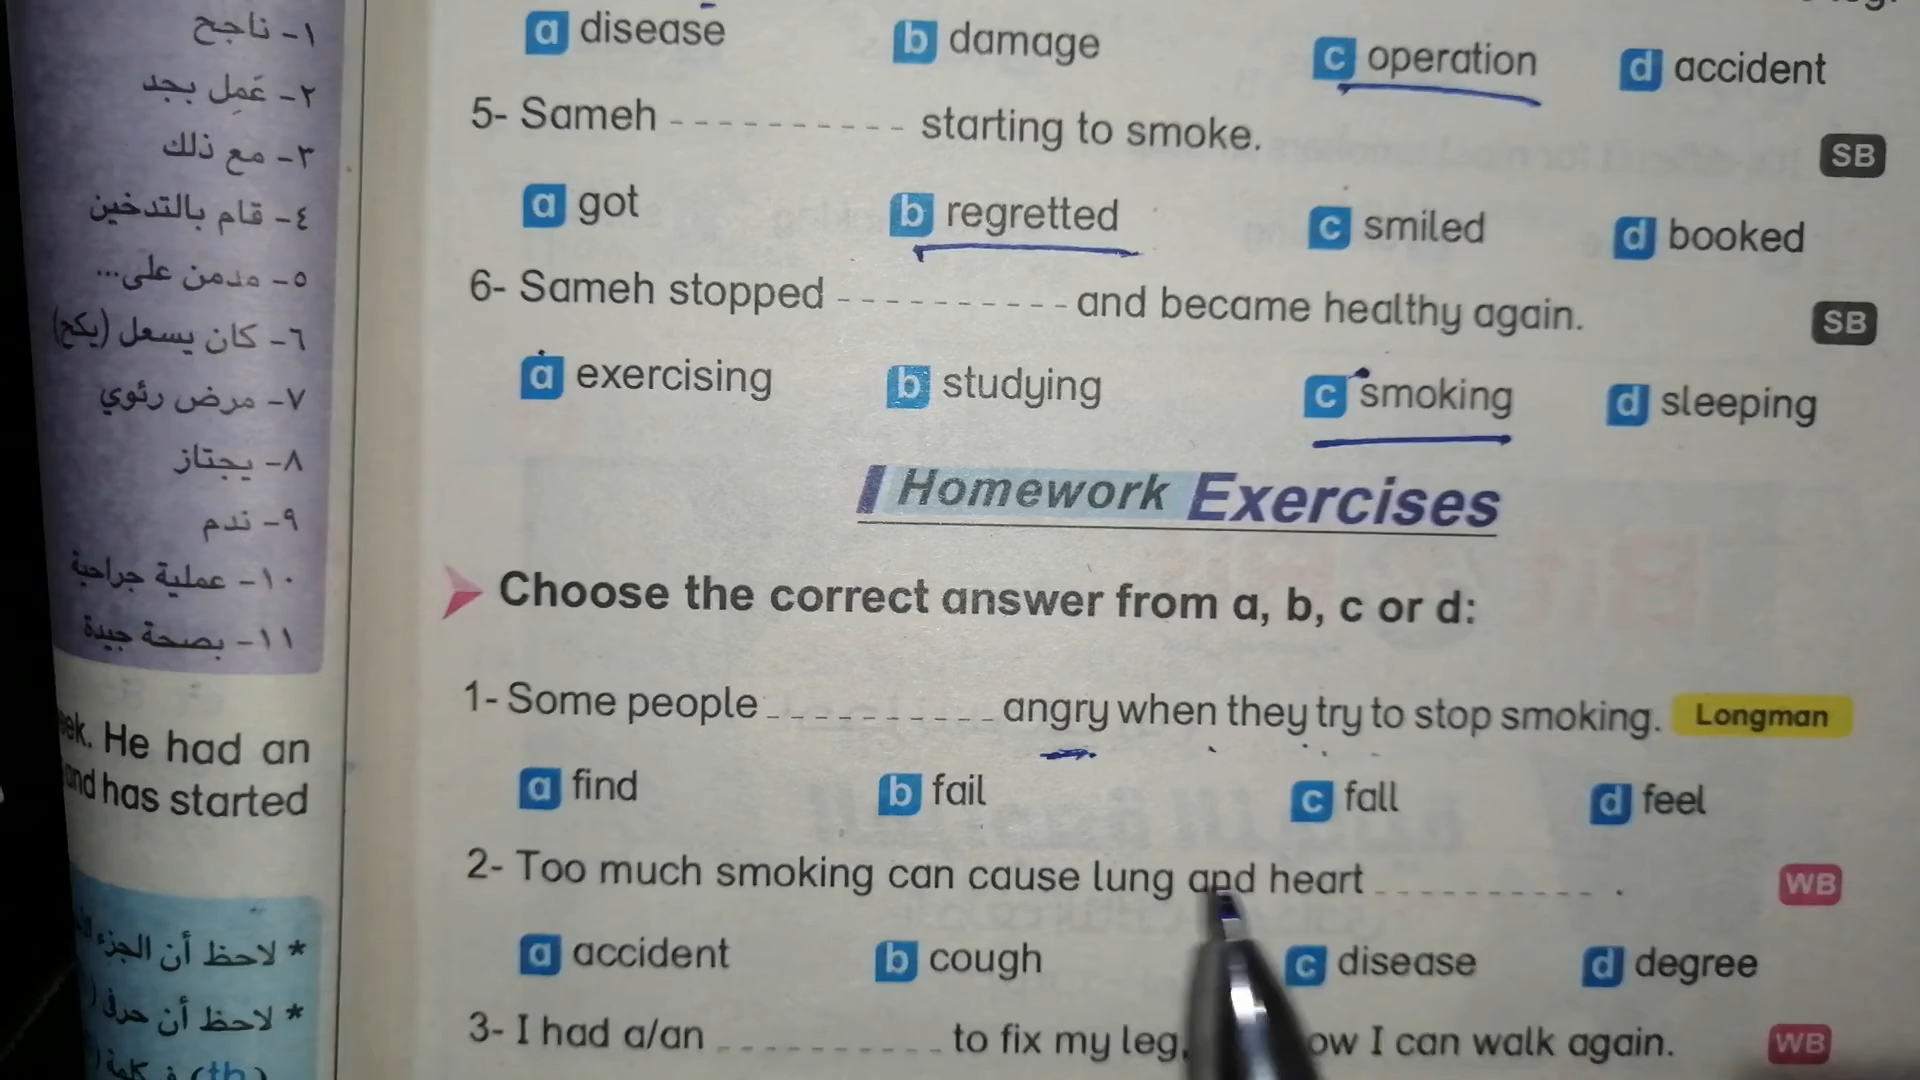 ١- ناجح
٢- عَمِل بجد
٣- مع ذلك
٤- قام بالتدخين
٥- مدمن على...
٦- كان يسعل (يكح)
٧- مرض رئوي
٨- يجتاز
٩- ندم
١٠- عملية جراحية
١١- بصحة جيدة
He had an
has started
* لاحظ أن الجزء
* لاحظ أن حرفي (
(th) في كلمة (
a disease b damage c operation d accident
5- Sameh ---------- starting to smoke. SB
a got b regretted c smiled d booked
6- Sameh stopped ---------- and became healthy again. SB
a exercising b studying c smoking d sleeping
Homework Exercises
Choose the correct answer from a, b, c or d:
1- Some people ---------- angry when they try to stop smoking. Longman
a find b fail c fall d feel
2- Too much smoking can cause lung and heart ---------- . WB
a accident b cough c disease d degree
3- I had a/an ---------- to fix my leg, ow I can walk again. WB